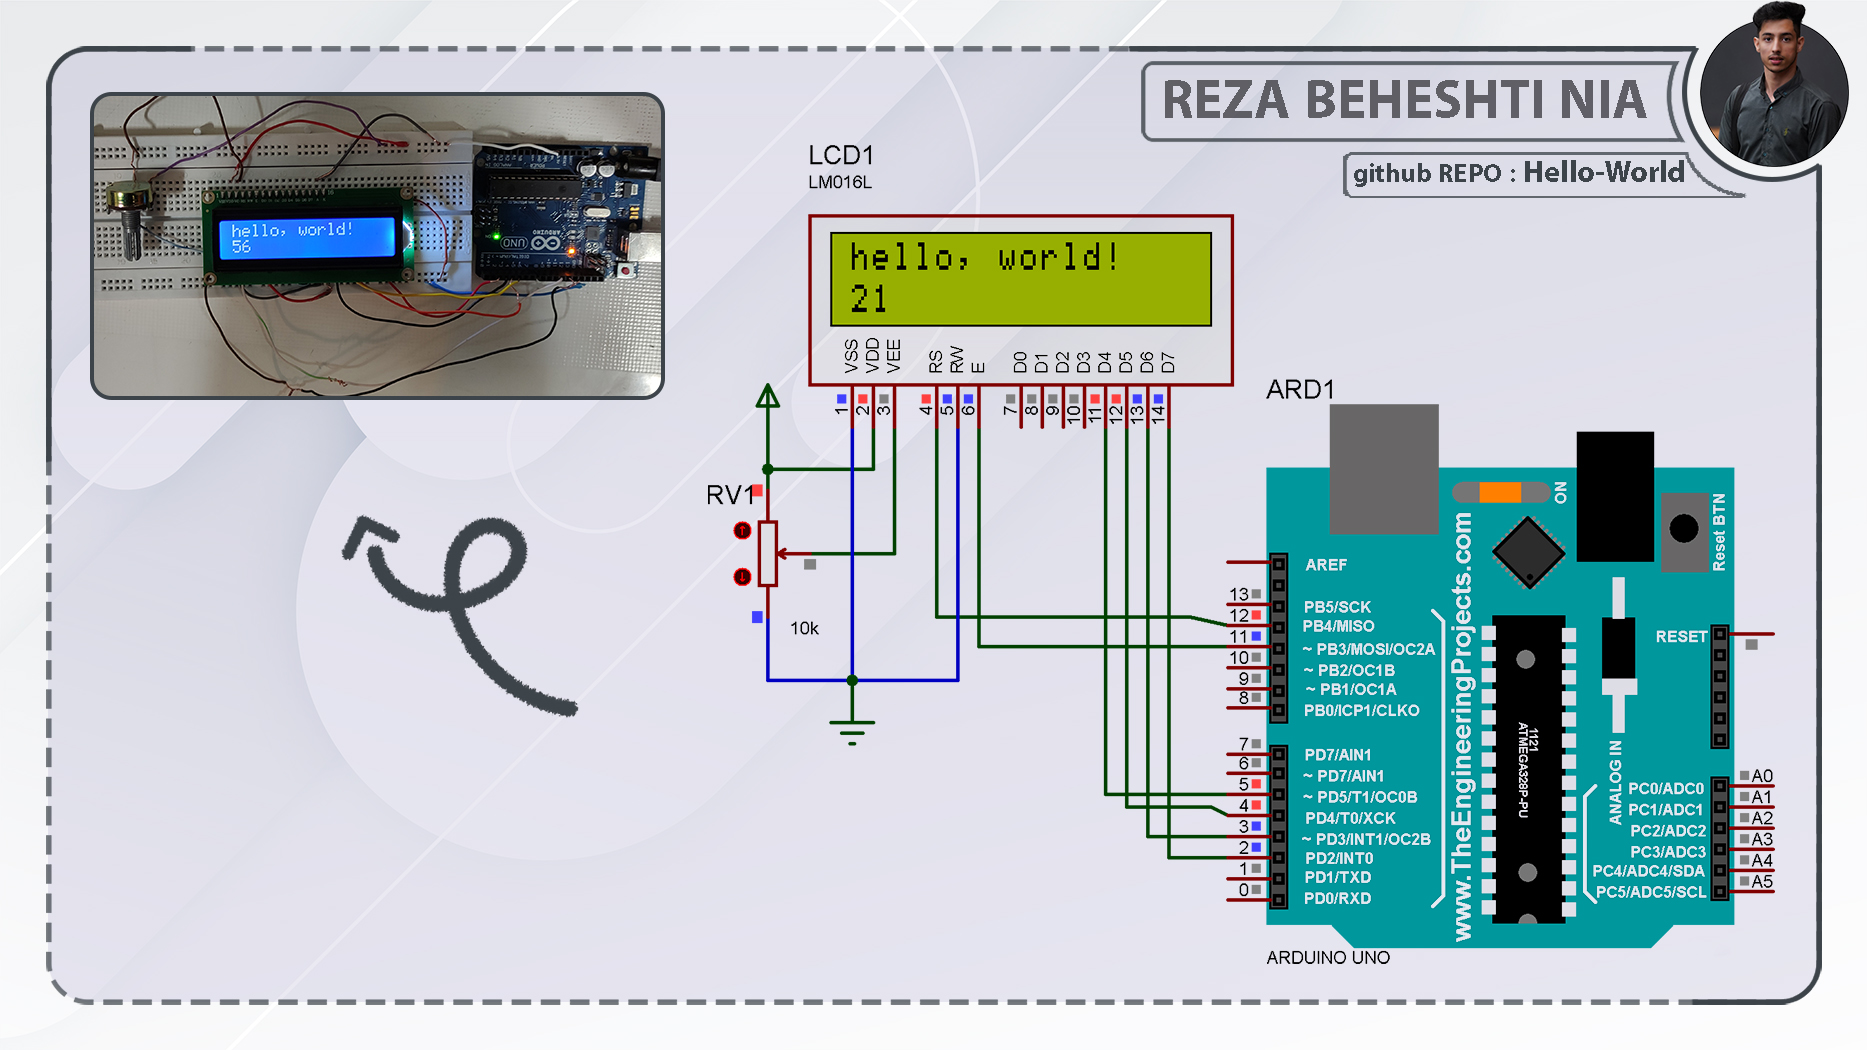 REZA BEHESHTI NIA
github REPO : Hello-World
hello, world!
56
UNO
ARDUINO
LCD1
LM016L
hello, world!
21
VSS
VDD
VEE
RS
RW
E
D0
D1
D2
D3
D4
D5
D6
D7
1
2
3
4
5
6
7
8
9
10
11
12
13
14
RV1
10k
ARD1
ON
Reset BTN
AREF
13
PB5/SCK
12
PB4/MISO
11
~ PB3/MOSI/OC2A
10
~ PB2/OC1B
9
~ PB1/OC1A
8
PB0/ICP1/CLKO
7
PD7/AIN1
6
~ PD7/AIN1
5
~ PD5/T1/OC0B
4
PD4/T0/XCK
3
~ PD3/INT1/OC2B
2
PD2/INT0
1
PD1/TXD
0
PD0/RXD
www.TheEngineeringProjects.com
1121
ATMEGA328P-PU
RESET
ANALOG IN
PC0/ADC0
A0
PC1/ADC1
A1
PC2/ADC2
A2
PC3/ADC3
A3
PC4/ADC4/SDA
A4
PC5/ADC5/SCL
A5
ARDUINO UNO